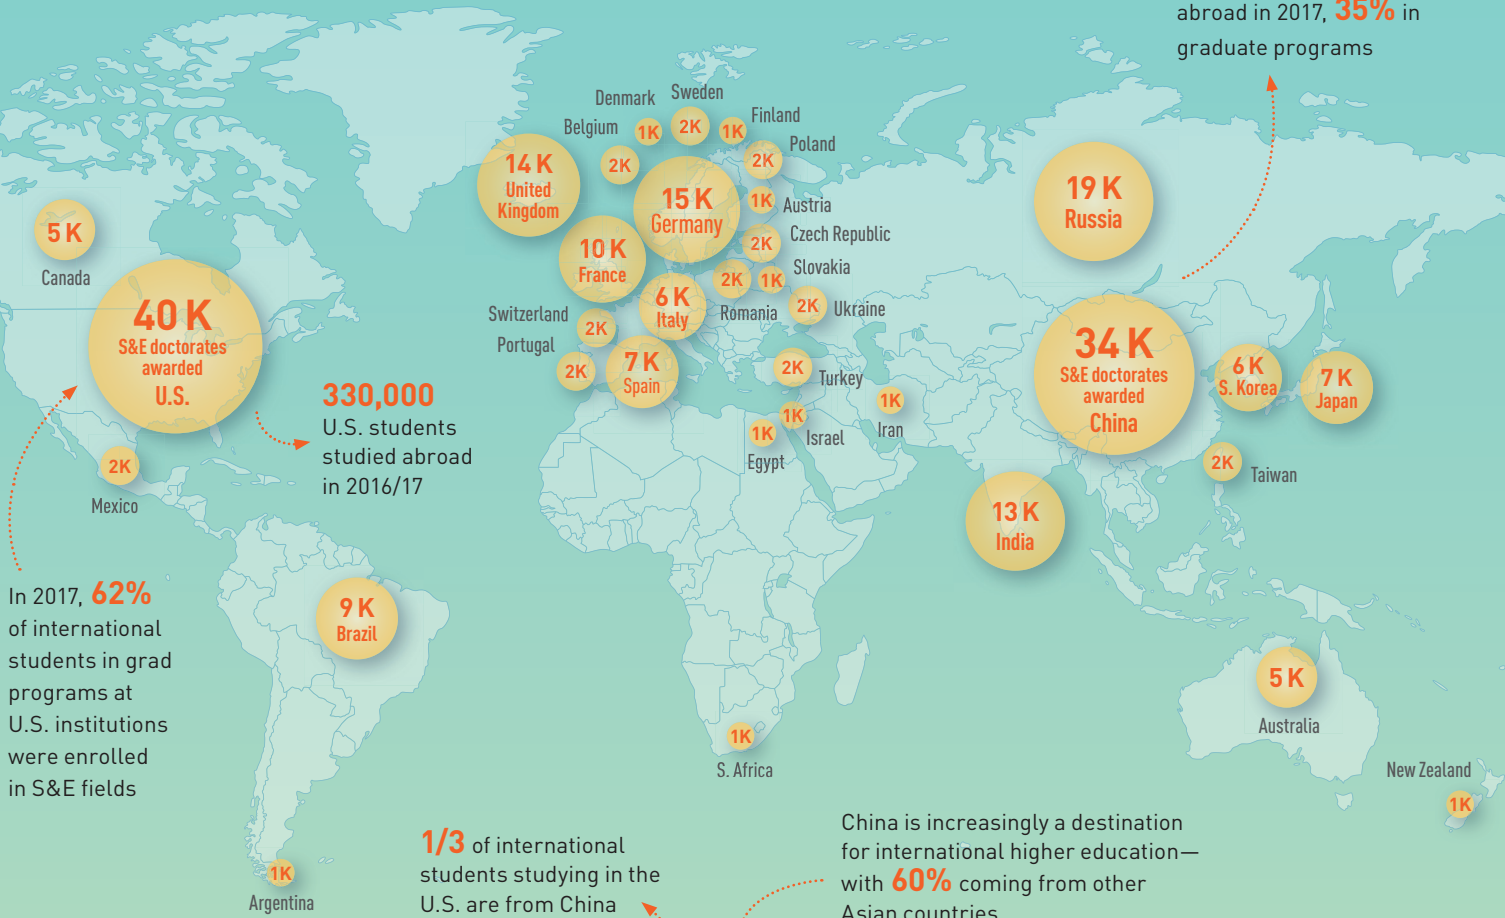 abroad in 2017, 35% in
graduate programs
Denmark
1K
Sweden
2K
Finland
1K
Belgium
2K
Poland
2K
14 K
United
Kingdom
15 K
Germany
1K
Austria
19 K
Russia
5 K
Canada
10 K
France
2K
Czech Republic
2K
Romania
1K
Slovakia
6 K
Italy
2K
Ukraine
Switzerland
2K
Portugal
2K
7 K
Spain
2K
Turkey
1K
Israel
1K
Egypt
1K
Iran
40 K
S&E doctorates
awarded
U.S.
34 K
S&E doctorates
awarded
China
6 K
S. Korea
7 K
Japan
330,000
U.S. students
studied abroad
in 2016/17
2K
Mexico
2K
Taiwan
13 K
India
In 2017, 62%
of international
students in grad
programs at
U.S. institutions
were enrolled
in S&E fields
9 K
Brazil
5 K
Australia
1K
S. Africa
New Zealand
1K
1K
Argentina
1/3 of international
students studying in the
U.S. are from China
China is increasingly a destination
for international higher education—
with 60% coming from other
Asian countries